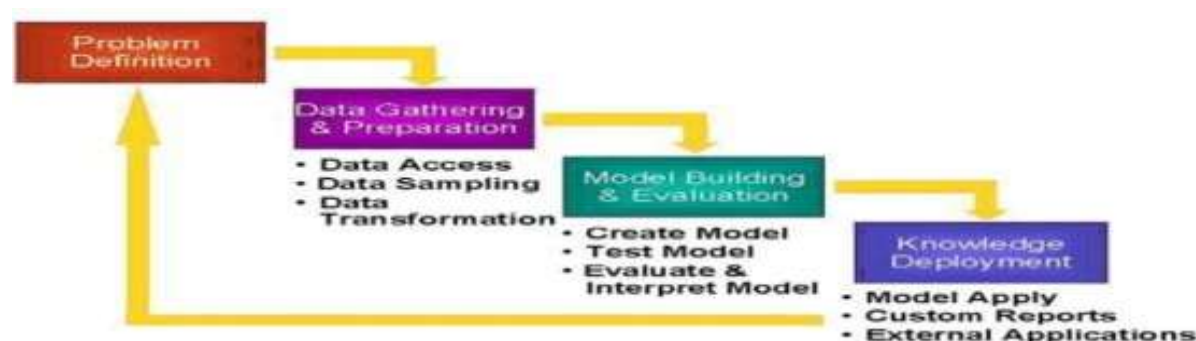 Problem
Definition
Data Gathering
& Preparation
• Data Access
• Data Sampling
• Data
Transformation
Model Building
& Evaluation
• Create Model
• Test Model
• Evaluate &
Interpret Model
Knowledge
Deployment
• Model Apply
• Custom Reports
• External Applications